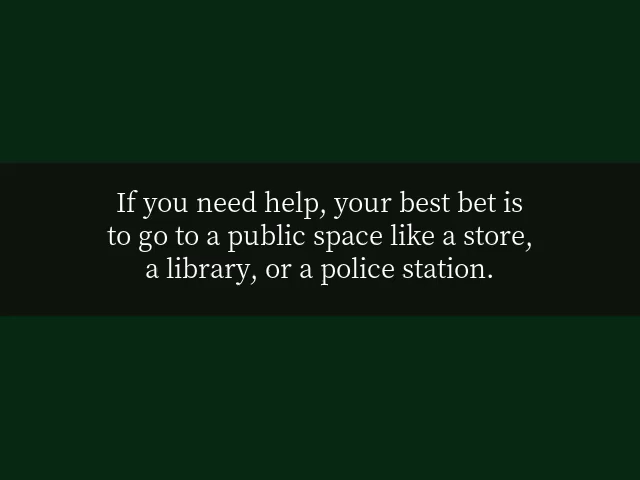 If you need help, your best bet is
to go to a public space like a store,
a library, or a police station.